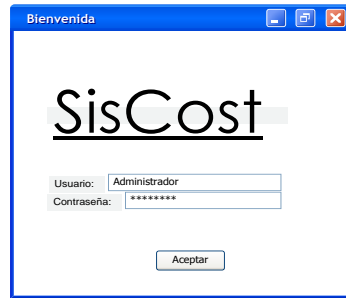 Bienvenida
SisCost
Usuario: Administrador
Contraseña: ********
Aceptar